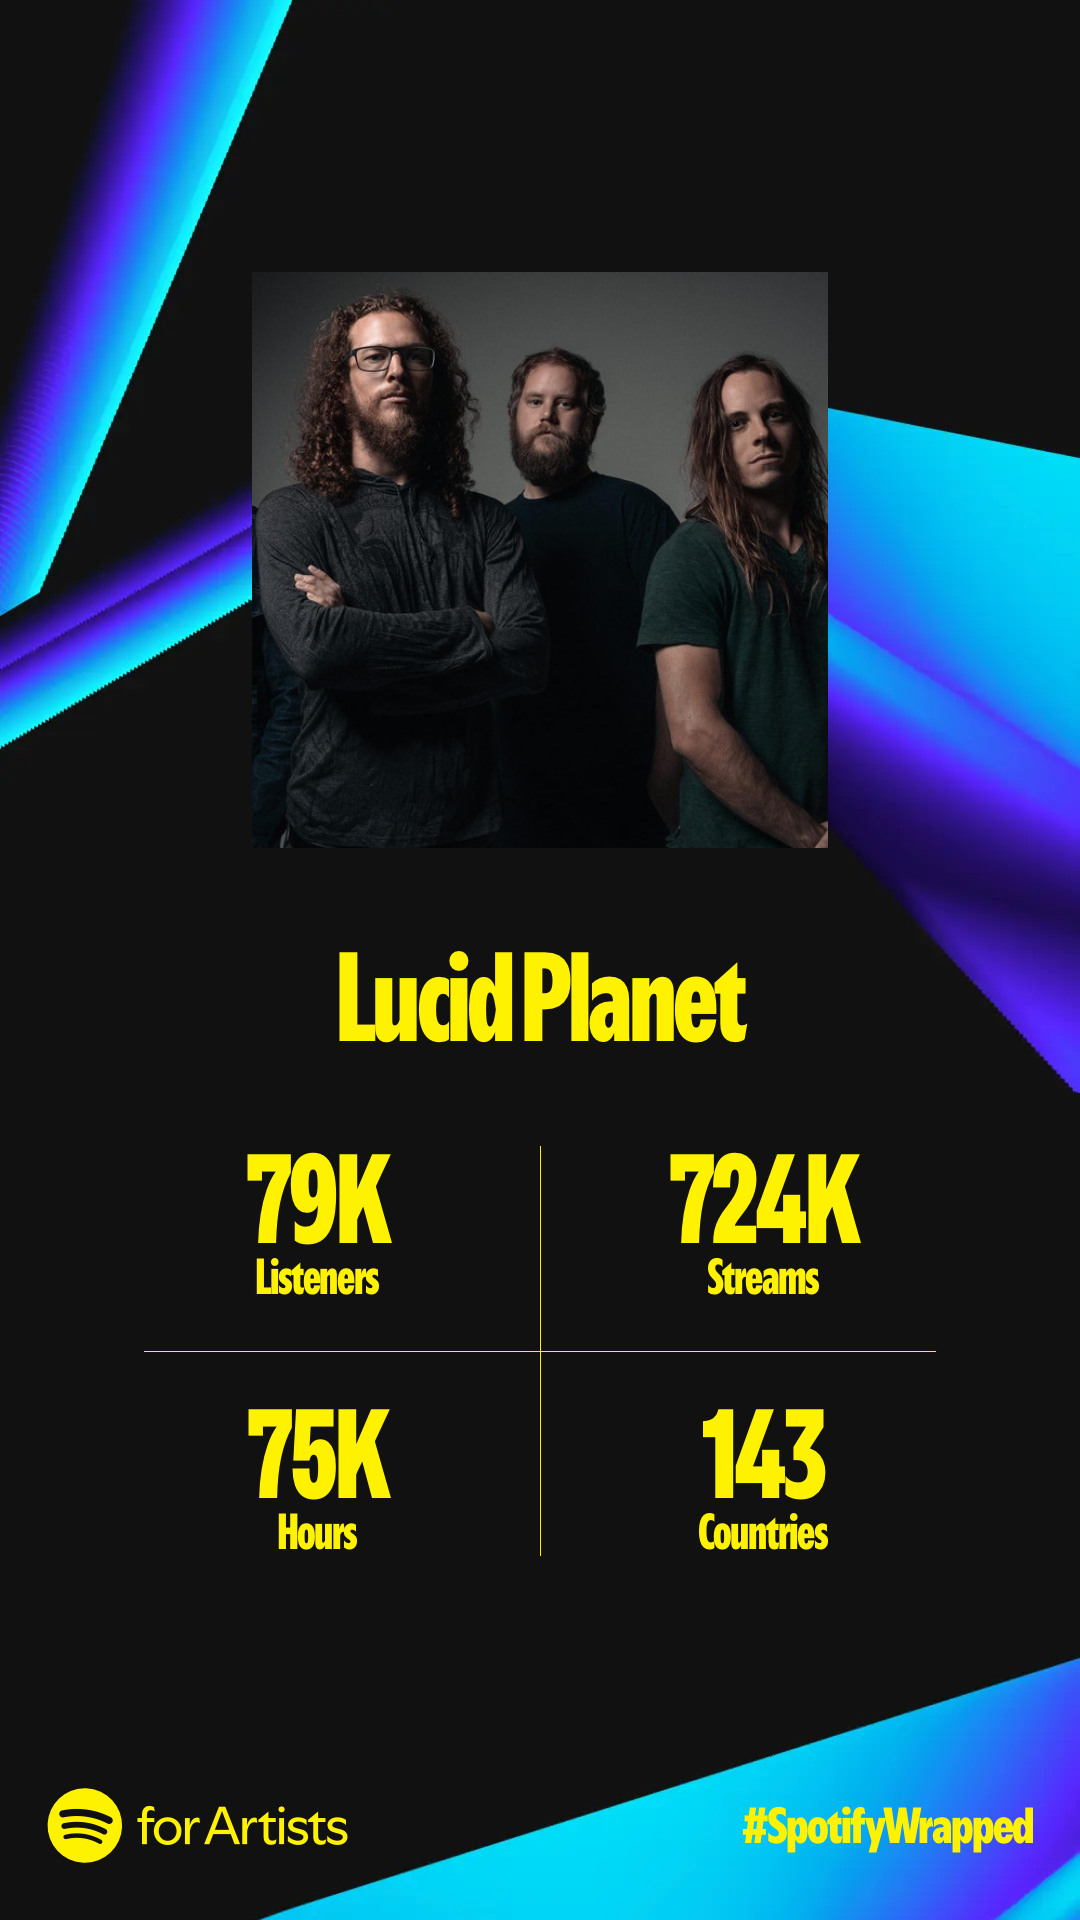 Lucid Planet
79K
Listeners
724K
Streams
75K
Hours
143
Countries
for Artists
#SpotifyWrapped